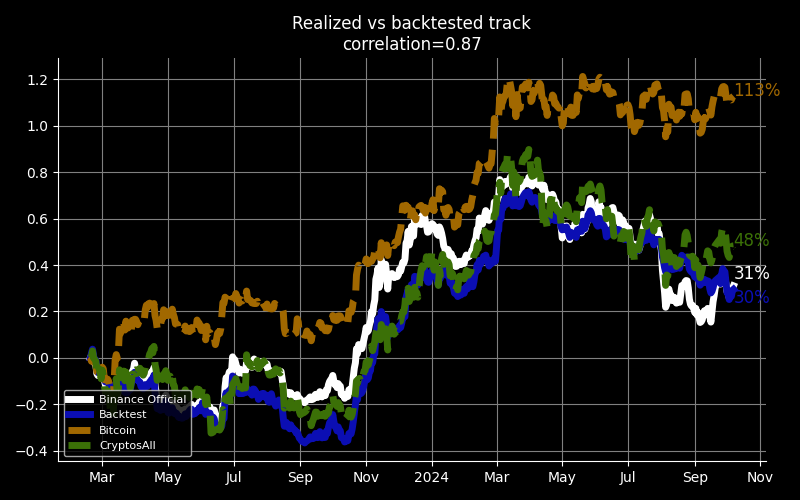 Realized vs backtested track
correlation=0.87
1.2
1.0
0.8
0.6
0.4
0.2
0.0
−0.2
−0.4
113%
48%
31%
30%
Binance Official
Backtest
Bitcoin
CryptosAll
Mar May Jul Sep Nov 2024 Mar May Jul Sep Nov